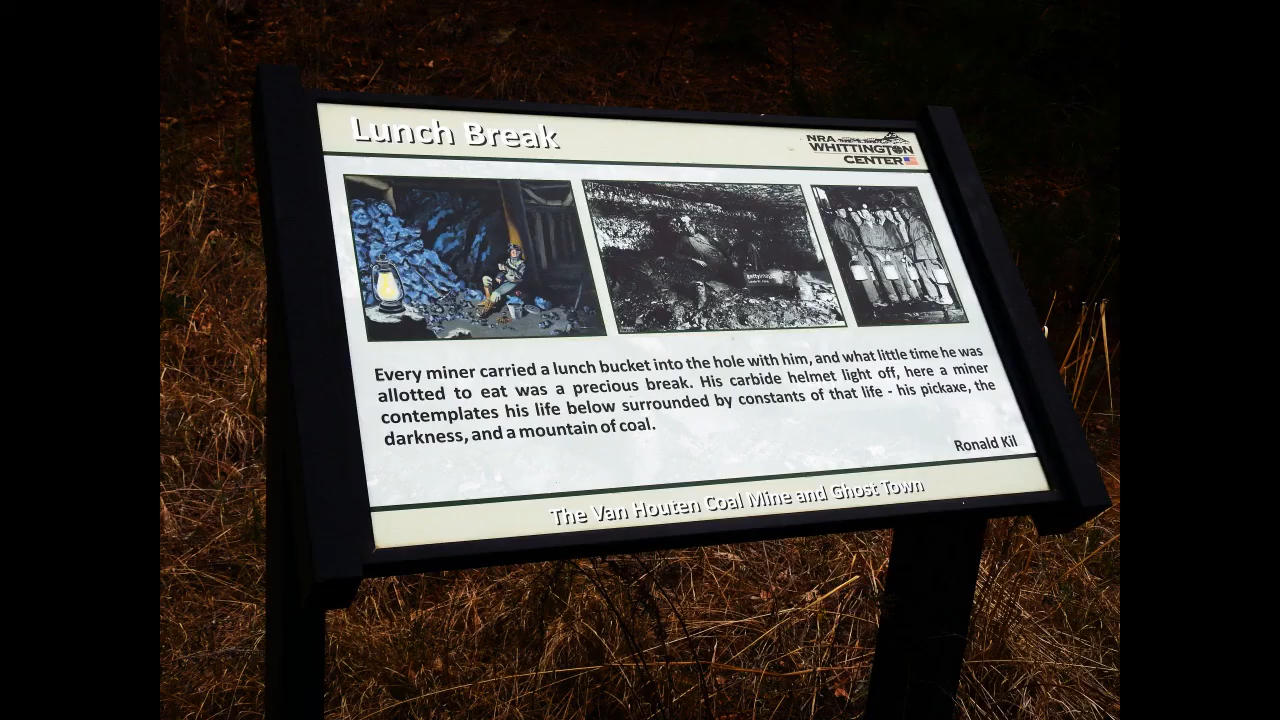 Lunch Break
NRA
WHITTINGTON
CENTER
gettyimages
Every miner carried a lunch bucket into the hole with him, and what little time he was
allotted to eat was a precious break. His carbide helmet light off, here a miner
contemplates his life below surrounded by constants of that life - his pickaxe, the
darkness, and a mountain of coal.
Ronald Kil
The Van Houten Coal Mine and Ghost Town